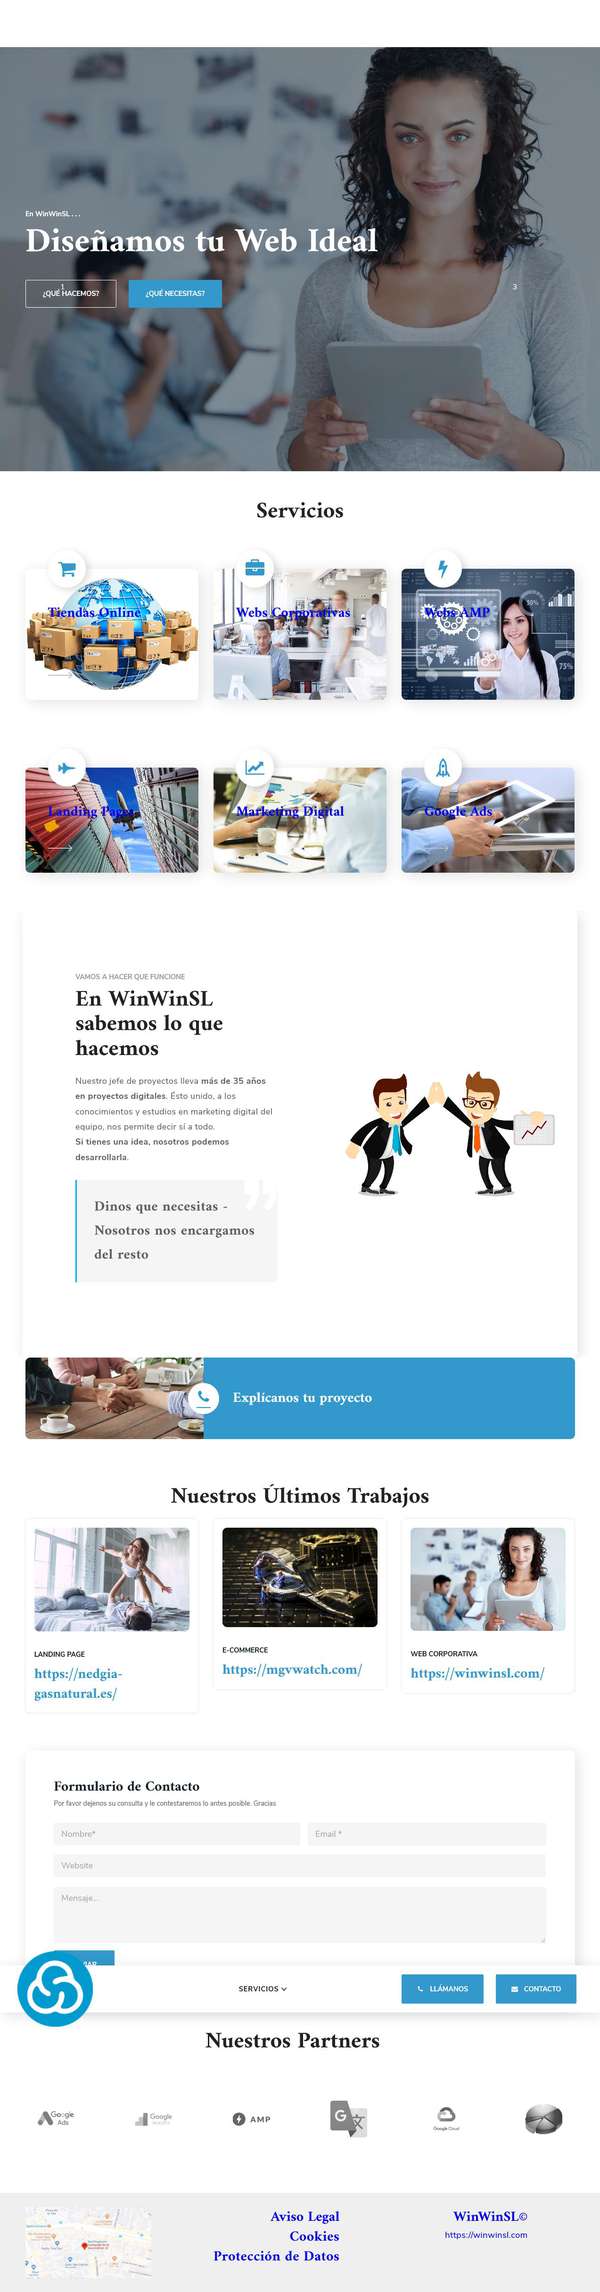 En WinWinSL . . .
Diseñamos tu Web Ideal
1
3
¿QUÉ HACEMOS?
¿QUÉ NECESITAS?
Servicios
Tiendas Online
Webs Corporativas
Webs AMP
30%
75%
Landing Pages
Marketing Digital
Google Ads
VAMOS A HACER QUE FUNCIONE
En WinWinSL
sabemos lo que
hacemos
Nuestro jefe de proyectos lleva más de 35 años
en proyectos digitales. Ésto unido, a los
conocimientos y estudios en marketing digital del
equipo, nos permite decir sí a todo.
Si tienes una idea, nosotros podemos
desarrollarla.
Dinos que necesitas -
Nosotros nos encargamos
del resto
Explícanos tu proyecto
Nuestros Últimos Trabajos
LANDING PAGE
https://nedgia-
gasnatural.es/
E-COMMERCE
https://mgvwatch.com/
WEB CORPORATIVA
https://winwinsl.com/
Formulario de Contacto
Por favor dejenos su consulta y le contestaremos lo antes posible. Gracias
Nombre*
Email *
Website
Mensaje...
SERVICIOS
LLÁMANOS
CONTACTO
Nuestros Partners
Google
Ads
Google
AMP
G
文
Google Cloud
Aviso Legal
Cookies
Protección de Datos
WinWinSL©
https://winwinsl.com